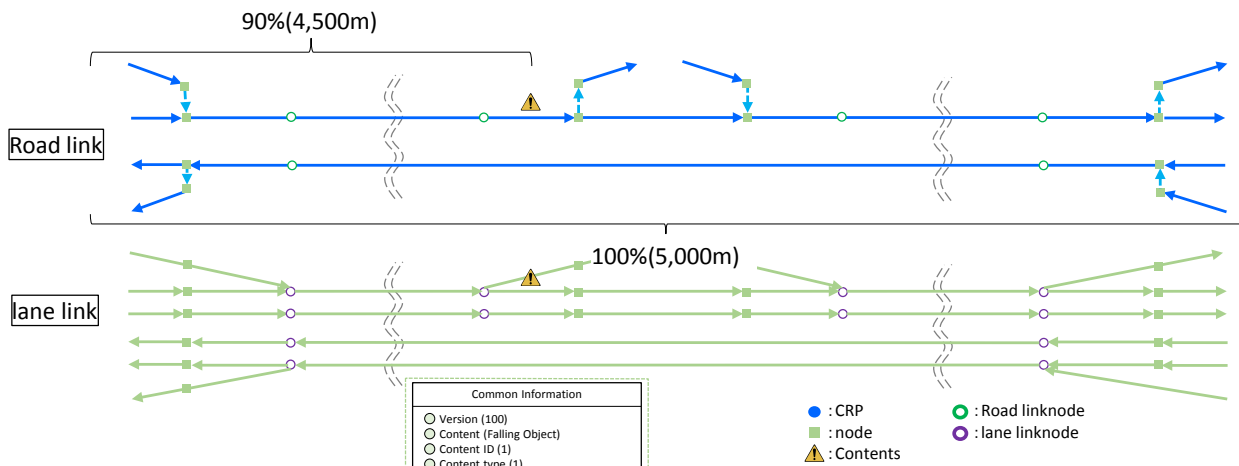 90%(4,500m)
Road link
100%(5,000m)
lane link
Common Information
Version (100)
Content (Falling Object)
Content ID (1)
Content type (1)
: CRP
: node
: Contents
: Road linknode
: lane linknode